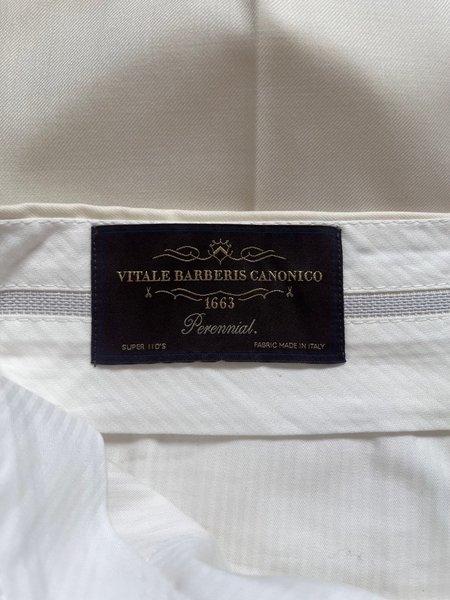 VITALE BARBERIS CANONICO
1663
Perennial.
SUPER 110'S FABRIC MADE IN ITALY